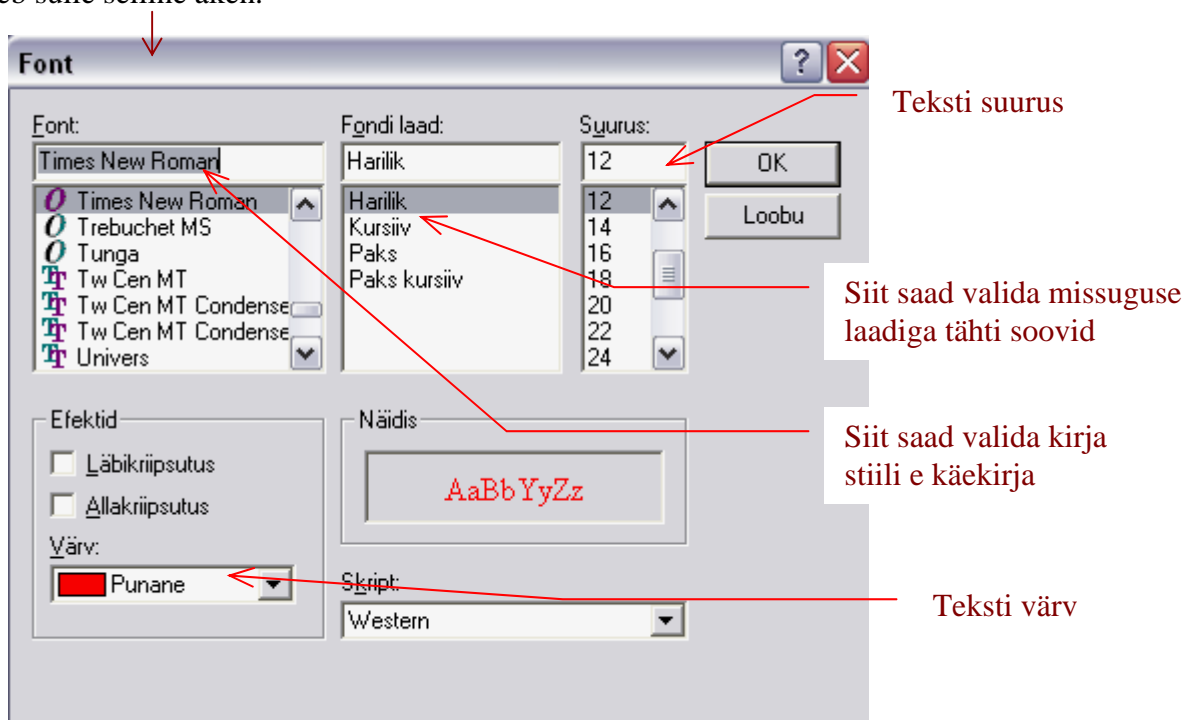 sulle selline aken.
Font
Teksti suurus
Font: Fondi laad: Suurus:
Times New Roman Harilik 12 OK
Times New Roman Harilik 12 Loobu
Trebuchet MS Kursiiv 14
Tunga Paks 16
Tw Cen MT Paks kursiiv 18
Tw Cen MT Condense 20
Tw Cen MT Condense 22
Univers 24
Siit saad valida missuguse
laadiga tähti soovid
Efektid Näidis
Siit saad valida kirja
stiili e käekirja
Läbikriipsutus
AaBbYyZz
Allakriipsutus
Värv:
Punane Skript:
Teksti värv
Western